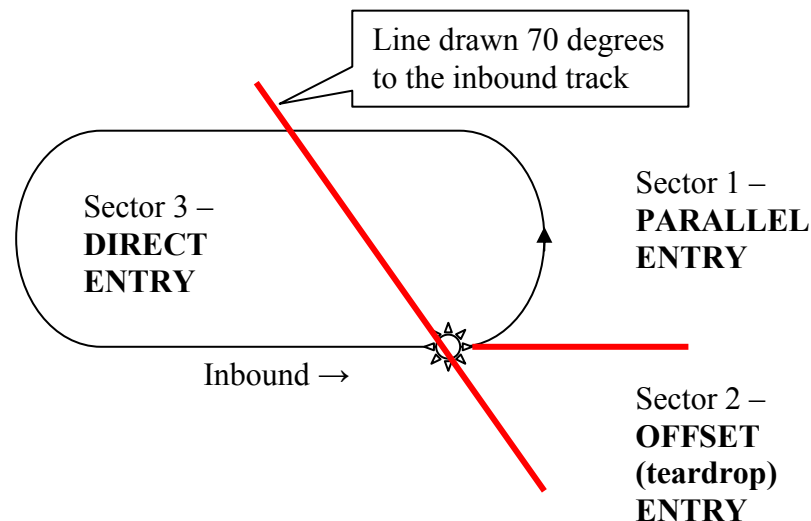 Line drawn 70 degrees
to the inbound track
Sector 3 –
DIRECT
ENTRY
Sector 1 –
PARALLEL
ENTRY
Inbound →
Sector 2 –
OFFSET
(teardrop)
ENTRY